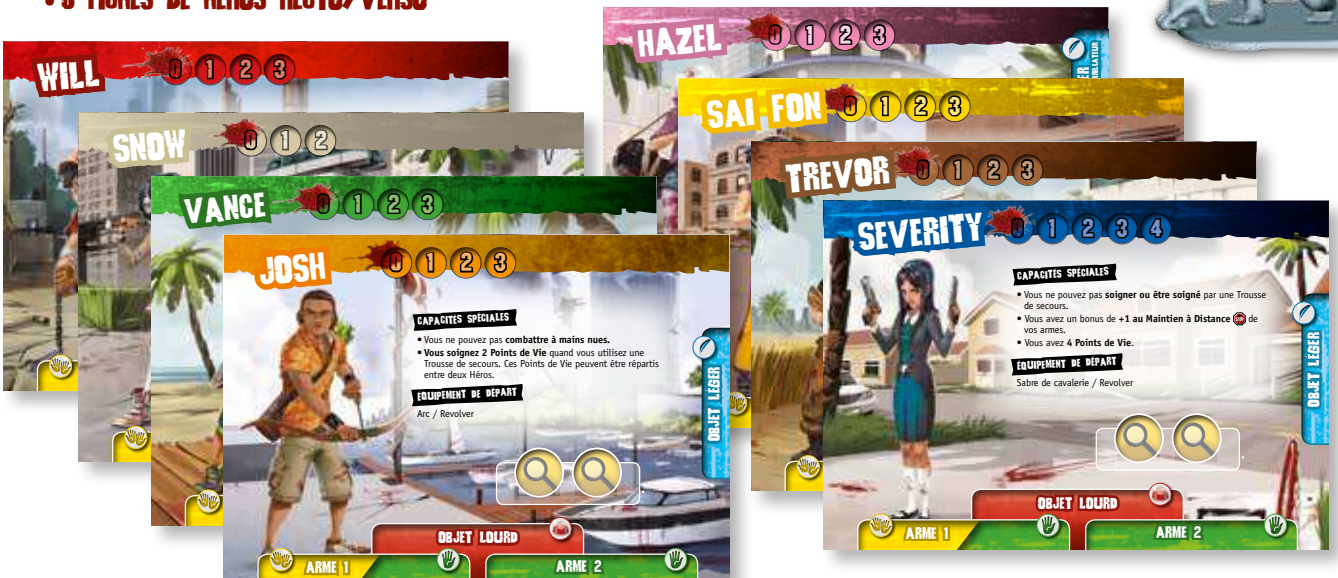 • 9 FICHES DE HÉROS RECTO/VERSO
WILL 0 1 2 3
SNOW 0 1 2
VANCE 0 1 2 3
JOSH 0 1 2 3
CAPACITÉS SPÉCIALES
• Vous ne pouvez pas combattre à mains nues.
• Vous soignez 2 Points de Vie quand vous utilisez une
Trousse de secours. Ces Points de Vie peuvent être répartis
entre deux Héros.
EQUIPEMENT DE DÉPART
Arc / Revolver
OBJET LÉGER
OBJET LOURD
ARME 1
ARME 2
HAZEL 0 1 2 3
SAI FON 0 1 2 3
TREVOR 0 1 2 3
SEVERITY 0 1 2 3 4
CAPACITÉS SPÉCIALES
• Vous ne pouvez pas soigner ou être soigné par une Trousse
de secours.
• Vous avez un bonus de +1 au Maintien à Distance de
vos armes.
• Vous avez 4 Points de Vie.
EQUIPEMENT DE DÉPART
Sabre de cavalerie / Revolver
OBJET LÉGER
OBJET LOURD
ARME 1
ARME 2